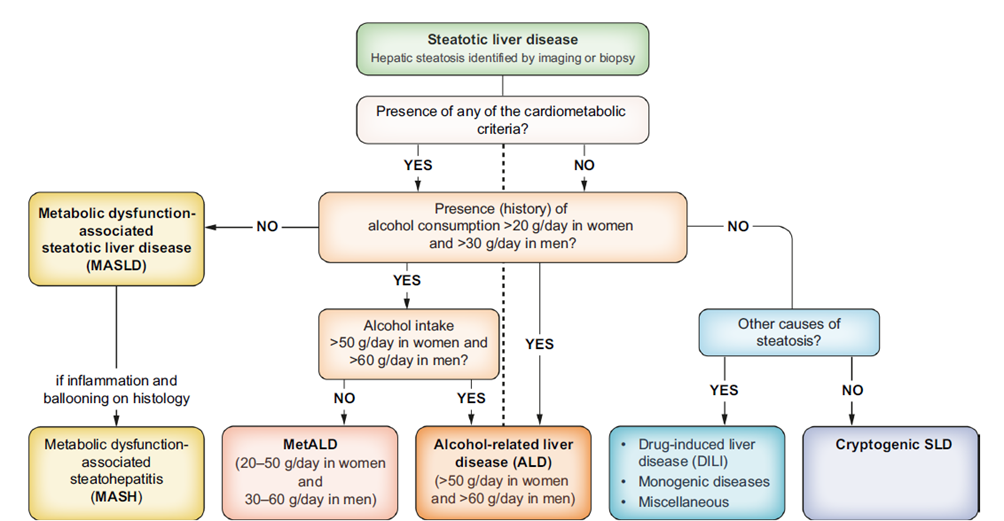 Steatotic liver disease
Hepatic steatosis identified by imaging or biopsy
Presence of any of the cardiometabolic
criteria?
YES
NO
Metabolic dysfunction-
associated
steatotic liver disease
(MASLD)
NO
Presence (history) of
alcohol consumption >20 g/day in women
and >30 g/day in men?
NO
YES
Alcohol intake
>50 g/day in women and
>60 g/day in men?
YES
Other causes of
steatosis?
if inflammation and
ballooning on histology
NO
YES
YES
NO
Metabolic dysfunction-
associated
steatohepatitis
(MASH)
MetALD
(20–50 g/day in women
and
30–60 g/day in men)
Alcohol-related liver
disease (ALD)
(>50 g/day in women
and >60 g/day in men)
• Drug-induced liver
disease (DILI)
• Monogenic diseases
• Miscellaneous
Cryptogenic SLD